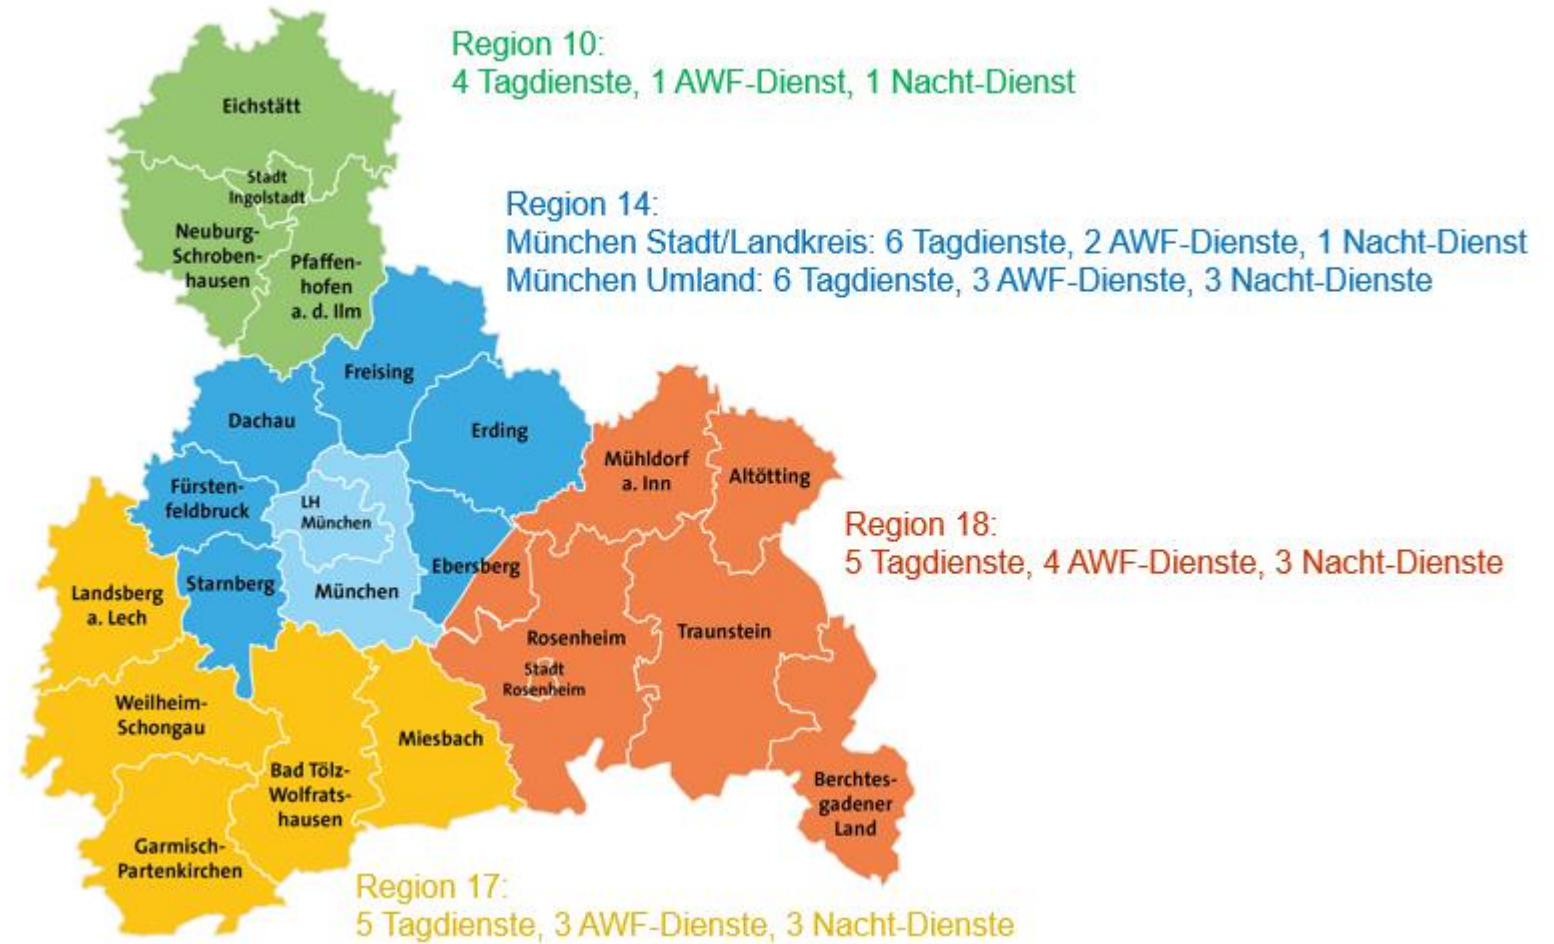 Region 10:
4 Tagdienste, 1 AWF-Dienst, 1 Nacht-Dienst
Eichstätt
Stadt
Ingolstadt
Neuburg-
Schroben-
hausen
Pfaffen-
hofen
a. d. Ilm
Region 14:
München Stadt/Landkreis: 6 Tagdienste, 2 AWF-Dienste, 1 Nacht-Dienst
München Umland: 6 Tagdienste, 3 AWF-Dienste, 3 Nacht-Dienste
Freising
Dachau
Erding
Fürsten-
feldbruck
LH
München
Ebersberg
Starnberg
München
Mühldorf
a. Inn
Altötting
Region 18:
5 Tagdienste, 4 AWF-Dienste, 3 Nacht-Dienste
Rosenheim
Stadt
Rosenheim
Traunstein
Berchtes-
gadener
Land
Landsberg
a. Lech
Weilheim-
Schongau
Bad Tölz-
Wolfrats-
hausen
Miesbach
Garmisch-
Partenkirchen
Region 17:
5 Tagdienste, 3 AWF-Dienste, 3 Nacht-Dienste